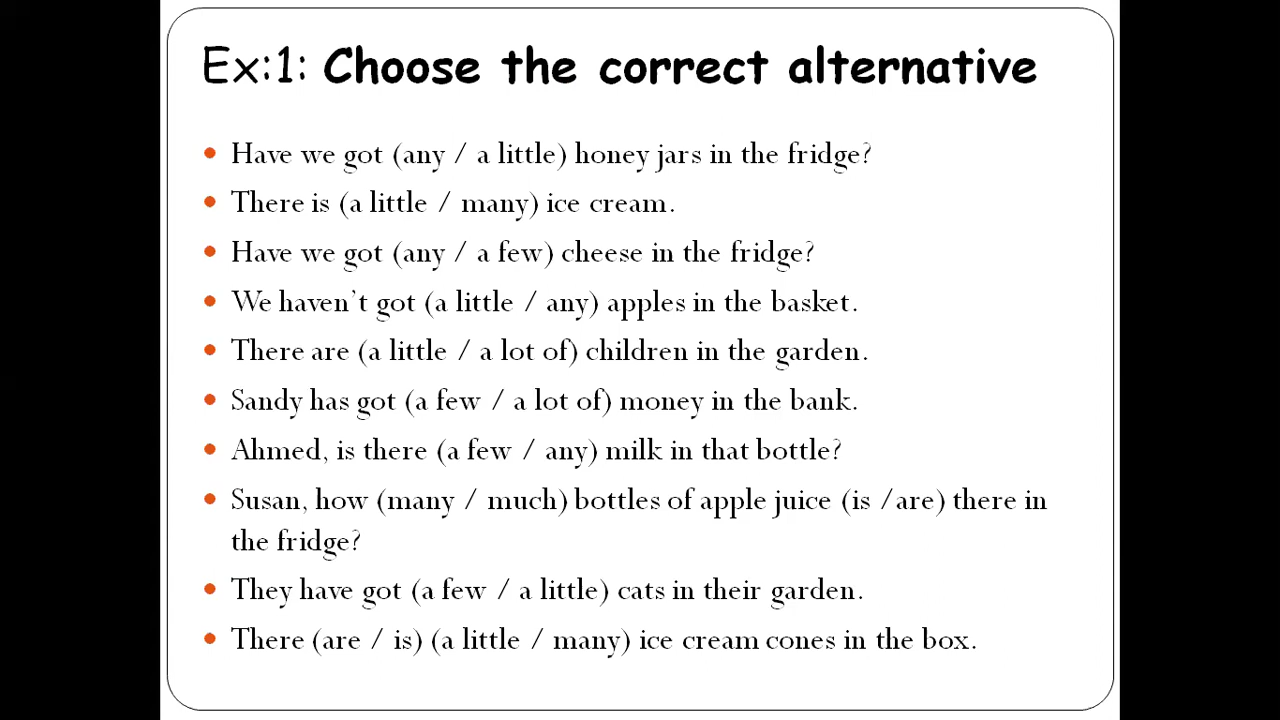 Ex:1: Choose the correct alternative
Have we got (any / a little) honey jars in the fridge?
There is (a little / many) ice cream.
Have we got (any / a few) cheese in the fridge?
We haven’t got (a little / any) apples in the basket.
There are (a little / a lot of) children in the garden.
Sandy has got (a few / a lot of) money in the bank.
Ahmed, is there (a few / any) milk in that bottle?
Susan, how (many / much) bottles of apple juice (is /are) there in
the fridge?
They have got (a few / a little) cats in their garden.
There (are / is) (a little / many) ice cream cones in the box.